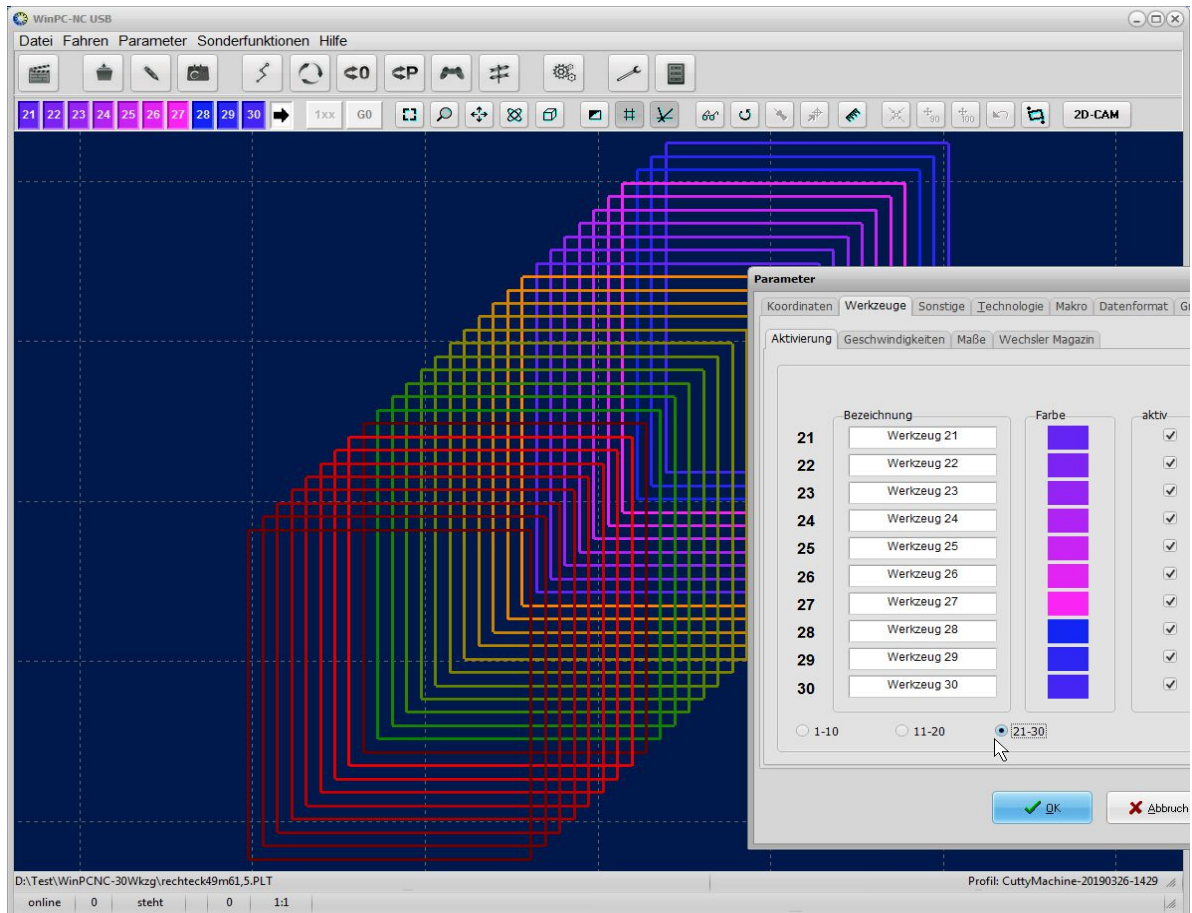 WinPC-NC USB
Datei Fahren Parameter Sonderfunktionen Hilfe
0 P
21 22 23 24 25 26 27 28 29 30 1xx G0 90 100 2D-CAM
Parameter
Koordinaten Werkzeuge Sonstige Technologie Makro Datenformat
Aktivierung Geschwindigkeiten Maße Wechsler Magazin
Bezeichnung Farbe aktiv
21 Werkzeug 21
22 Werkzeug 22
23 Werkzeug 23
24 Werkzeug 24
25 Werkzeug 25
26 Werkzeug 26
27 Werkzeug 27
28 Werkzeug 28
29 Werkzeug 29
30 Werkzeug 30
1-10 11-20 21-30
OK Abbruch
D:\Test\WinPCNC-30Wkzg\rechteck49m61,5.PLT Profil: CuttyMachine-20190326-1429
online 0 steht 0 1:1